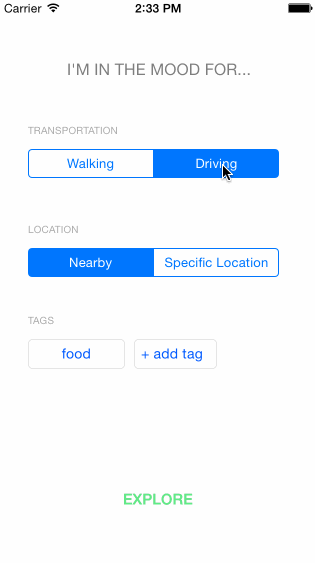 Carrier 2:33 PM
I'M IN THE MOOD FOR...
TRANSPORTATION
Walking Driving
LOCATION
Nearby Specific Location
TAGS
food + add tag
EXPLORE